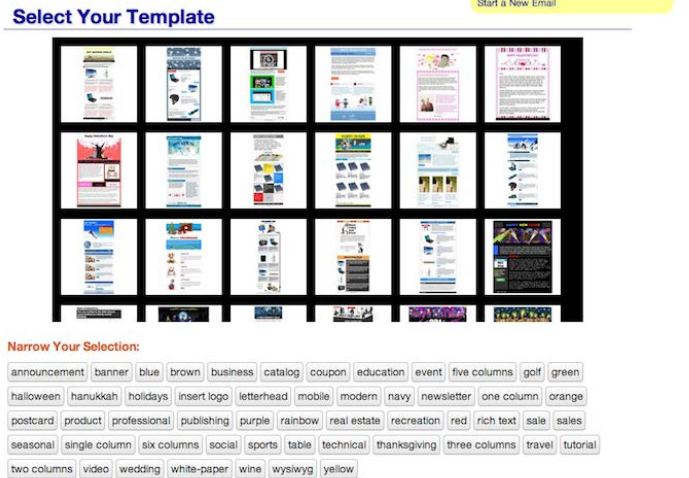 Start a New Email
Select Your Template
Narrow Your Selection:
announcement banner blue brown business catalog coupon education event five columns golf green
halloween hanukkah holidays insert logo letterhead mobile modern navy newsletter one column orange
postcard product professional publishing purple rainbow real estate recreation red rich text sale sales
seasonal single column six columns social sports table technical thanksgiving three columns travel tutorial
two columns video wedding white-paper wine wysiwyg yellow